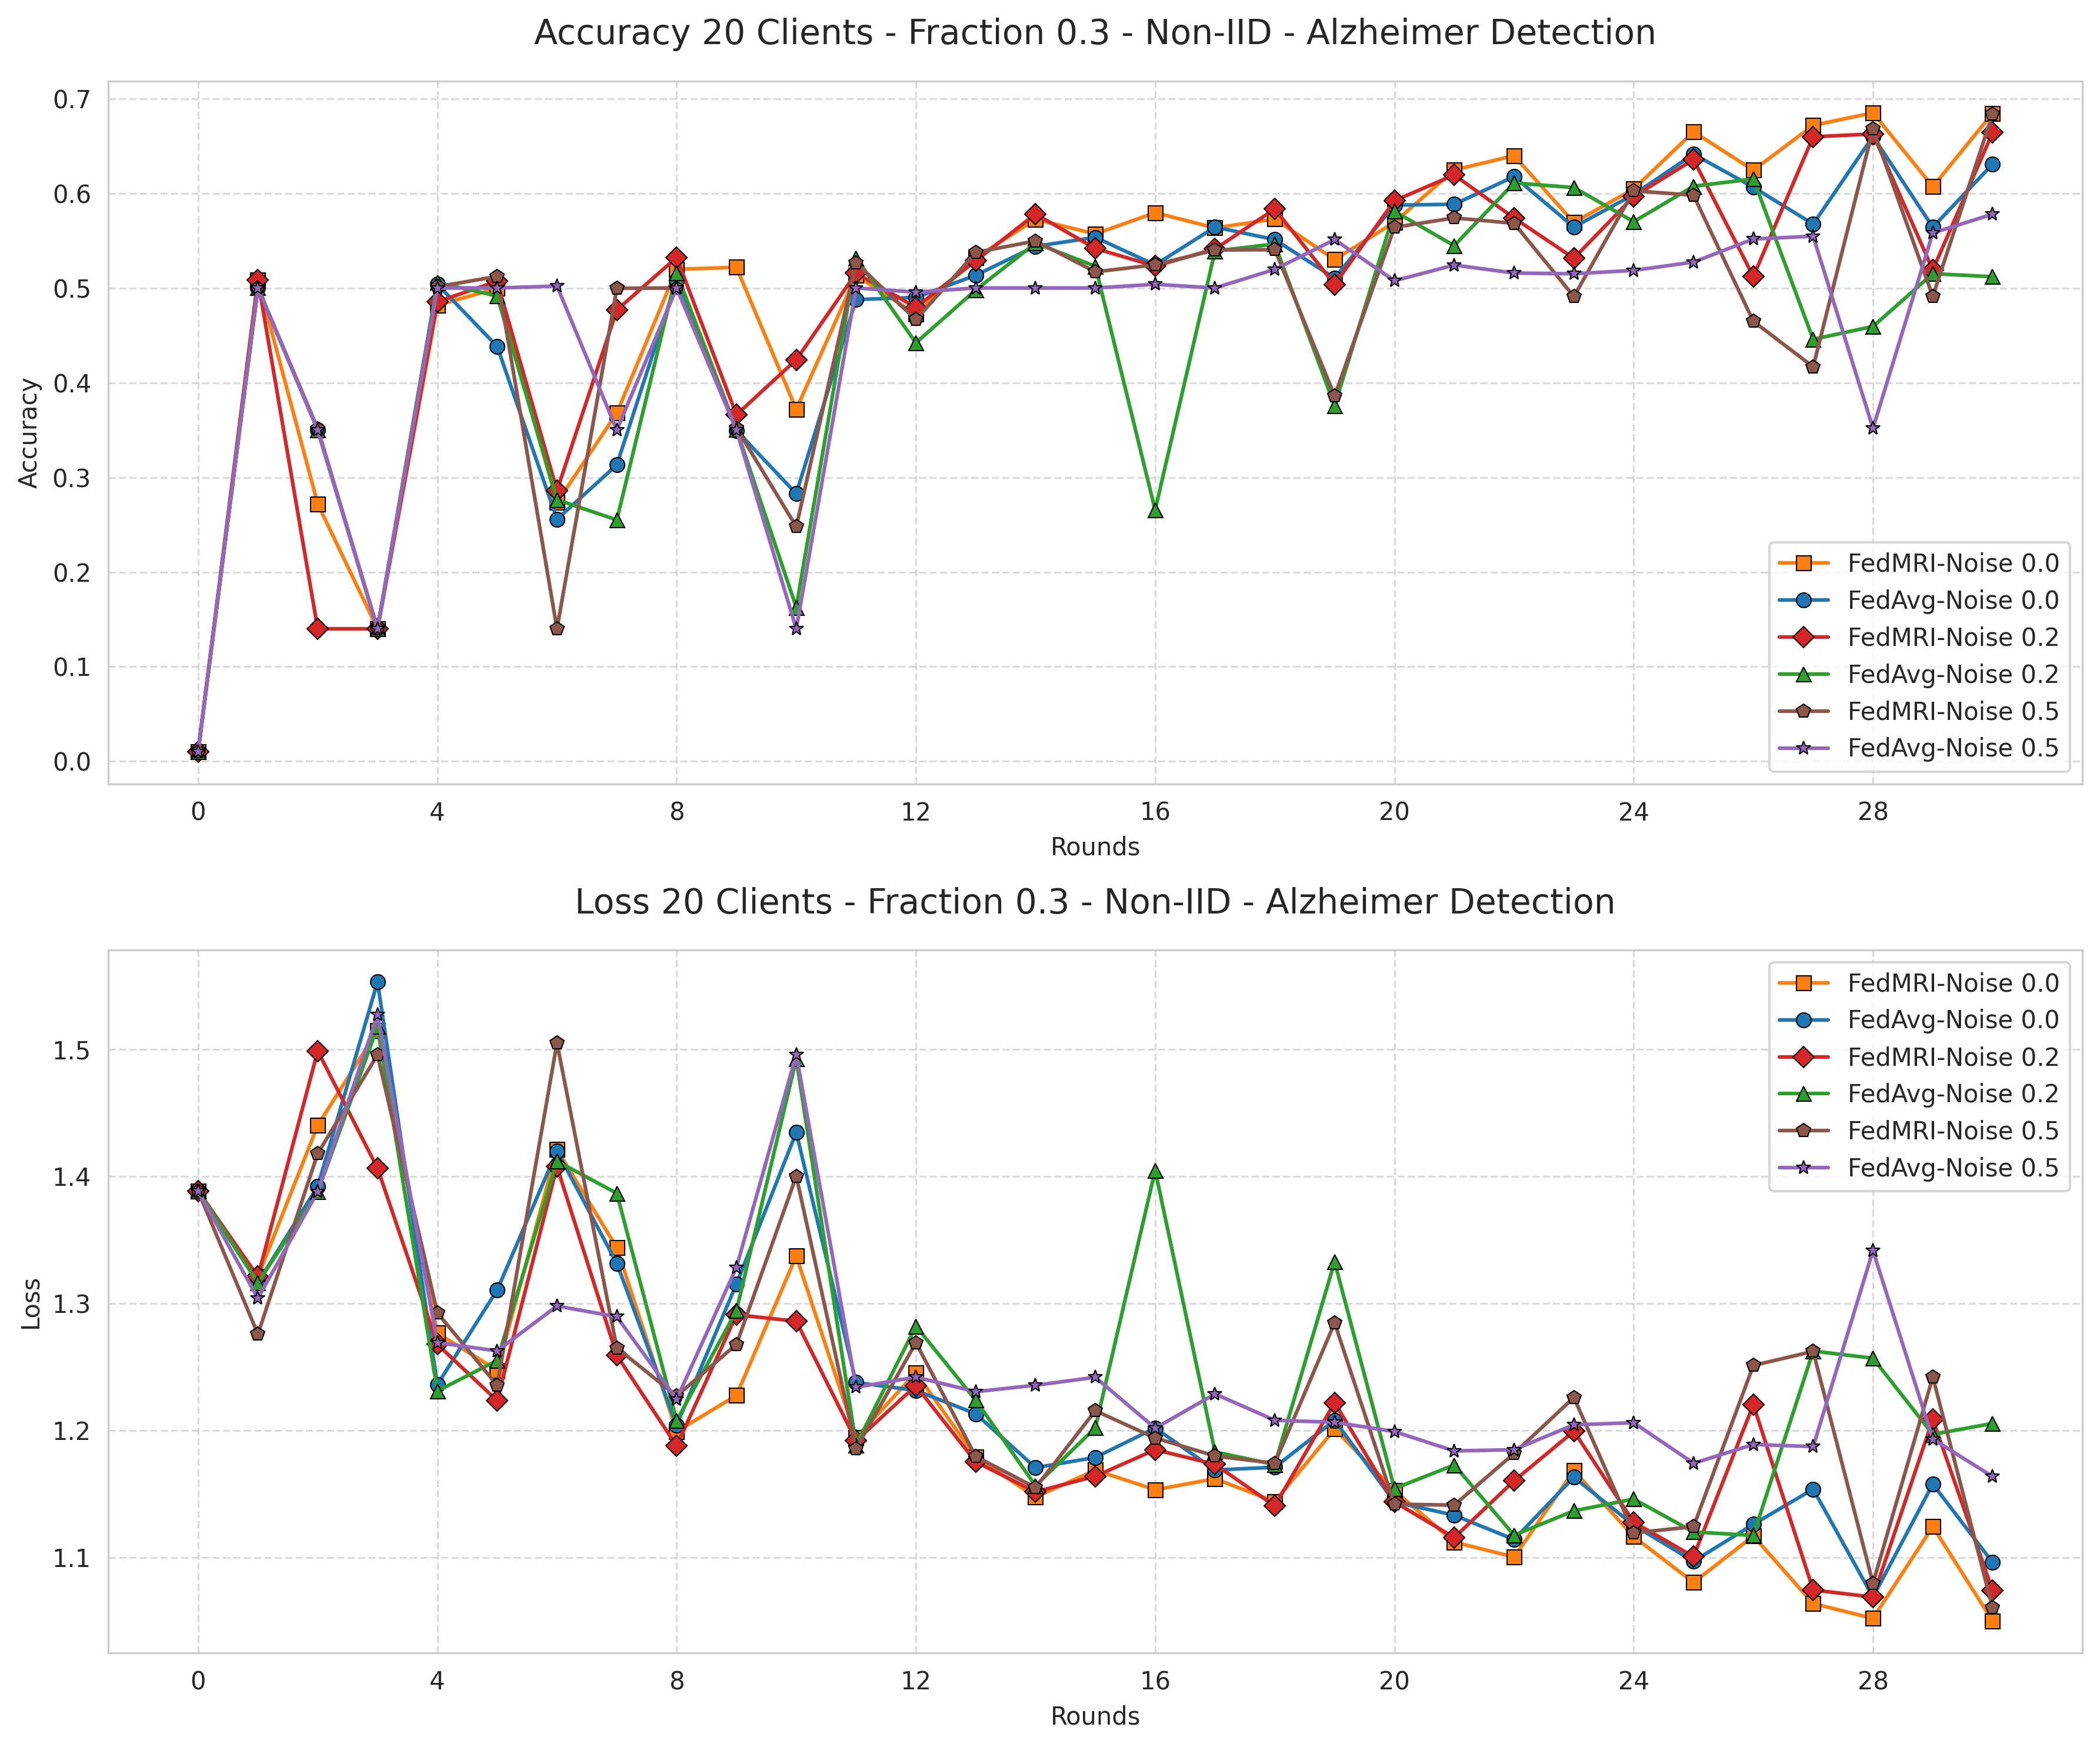 Accuracy 20 Clients - Fraction 0.3 - Non-IID - Alzheimer Detection
0.7
0.6
0.5
0.4
0.3
0.2
0.1
0.0
Accuracy
FedMRI-Noise 0.0
FedAvg-Noise 0.0
FedMRI-Noise 0.2
FedAvg-Noise 0.2
FedMRI-Noise 0.5
FedAvg-Noise 0.5
0 4 8 12 16 20 24 28
Rounds
Loss 20 Clients - Fraction 0.3 - Non-IID - Alzheimer Detection
1.5
1.4
1.3
1.2
1.1
Loss
FedMRI-Noise 0.0
FedAvg-Noise 0.0
FedMRI-Noise 0.2
FedAvg-Noise 0.2
FedMRI-Noise 0.5
FedAvg-Noise 0.5
0 4 8 12 16 20 24 28
Rounds